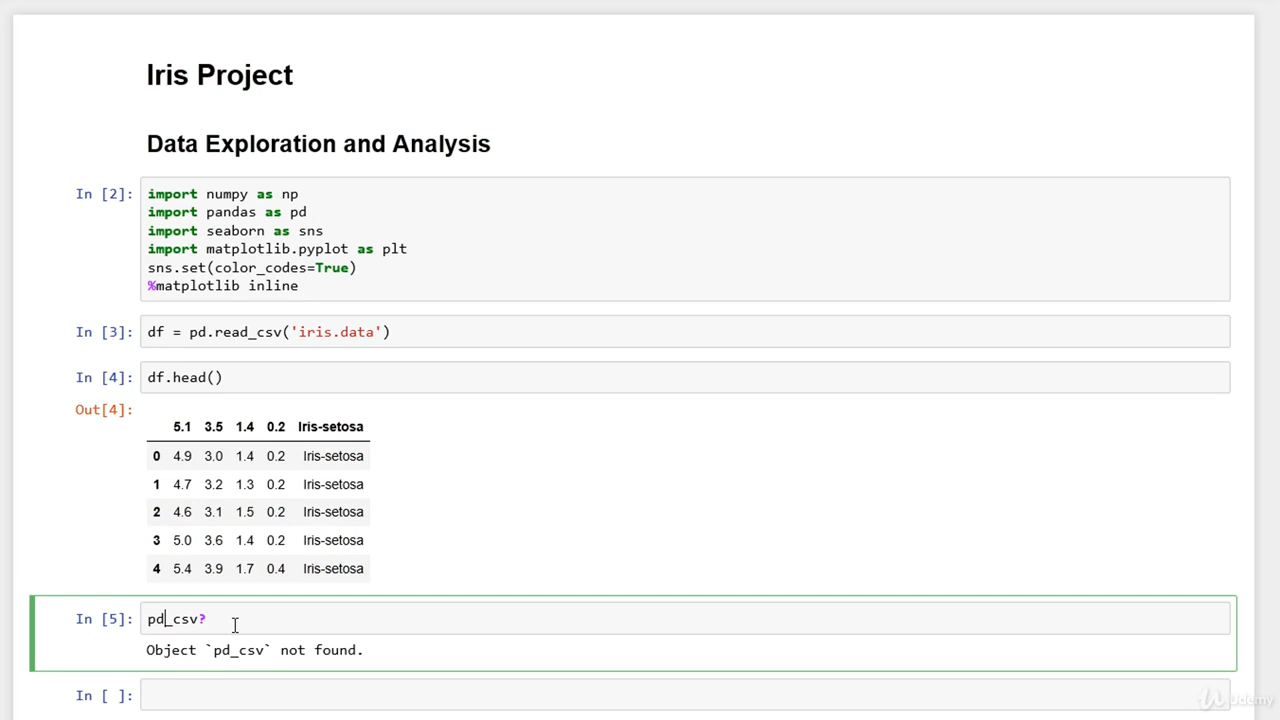 Iris Project
Data Exploration and Analysis
In [2]:
import numpy as np
import pandas as pd
import seaborn as sns
import matplotlib.pyplot as plt
sns.set(color_codes=True)
%matplotlib inline
In [3]: df = pd.read_csv('iris.data')
In [4]: df.head()
Out[4]:
5.1 3.5 1.4 0.2 Iris-setosa
0 4.9 3.0 1.4 0.2 Iris-setosa
1 4.7 3.2 1.3 0.2 Iris-setosa
2 4.6 3.1 1.5 0.2 Iris-setosa
3 5.0 3.6 1.4 0.2 Iris-setosa
4 5.4 3.9 1.7 0.4 Iris-setosa
In [5]: pd_csv?
Object `pd_csv` not found.
In [ ]:
Udemy